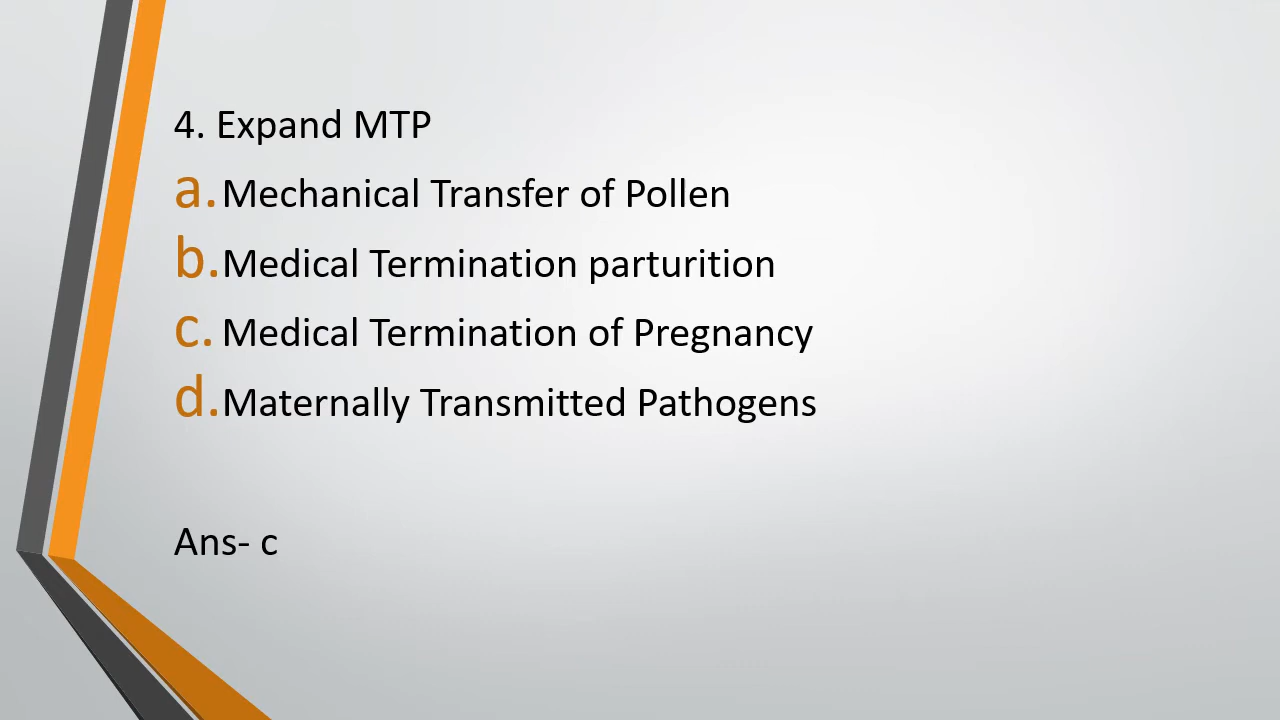 4. Expand MTP
a. Mechanical Transfer of Pollen
b. Medical Termination parturition
c. Medical Termination of Pregnancy
d. Maternally Transmitted Pathogens
Ans- c